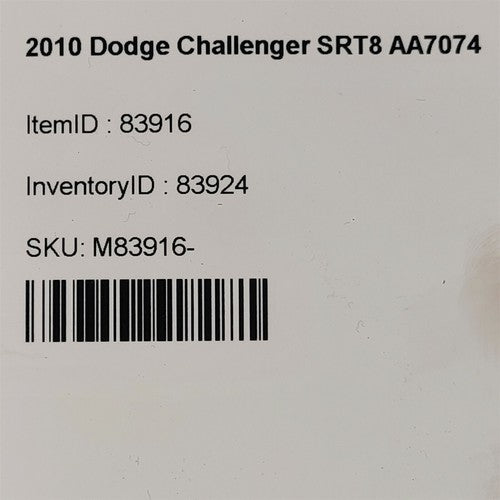 2010 Dodge Challenger SRT8 AA7074
ItemID : 83916
InventoryID : 83924
SKU: M83916-